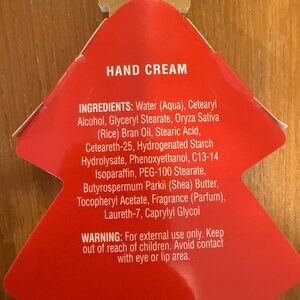 HAND CREAM
INGREDIENTS: Water (Aqua), Cetearyl
Alcohol, Glyceryl Stearate, Oryza Sativa
(Rice) Bran Oil, Stearic Acid,
Ceteareth-25, Hydrogenated Starch
Hydrolysate, Phenoxyethanol, C13-14
Isoparaffin, PEG-100 Stearate,
Butyrospermum Parkii (Shea) Butter,
Tocopheryl Acetate, Fragrance (Parfum),
Laureth-7, Caprylyl Glycol
WARNING: For external use only. Keep
out of reach of children. Avoid contact
with eye or lip area.